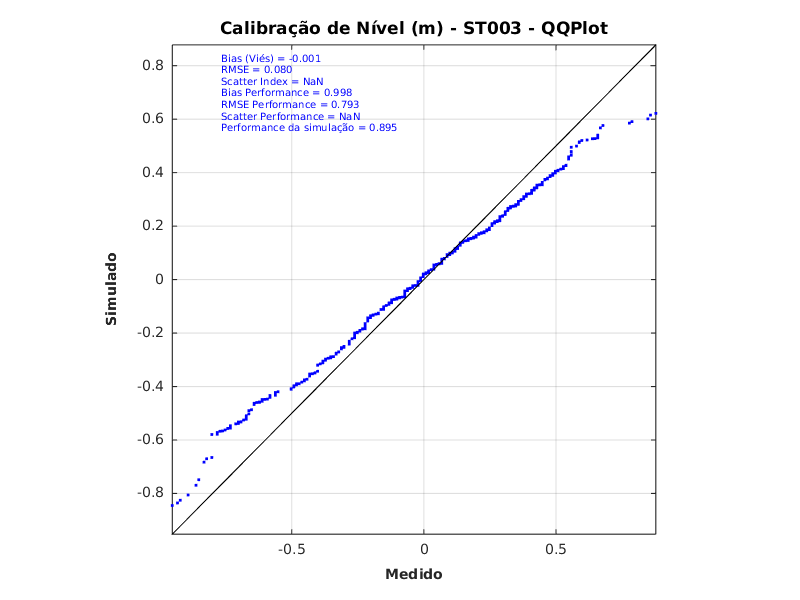 Calibração de Nível (m) - ST003 - QQPlot
Bias (Viés) = -0.001
RMSE = 0.080
Scatter Index = NaN
Bias Performance = 0.998
RMSE Performance = 0.793
Scatter Performance = NaN
Performance da simulação = 0.895
0.8
0.6
0.4
0.2
0
-0.2
-0.4
-0.6
-0.8
Simulado
-0.5 0 0.5
Medido